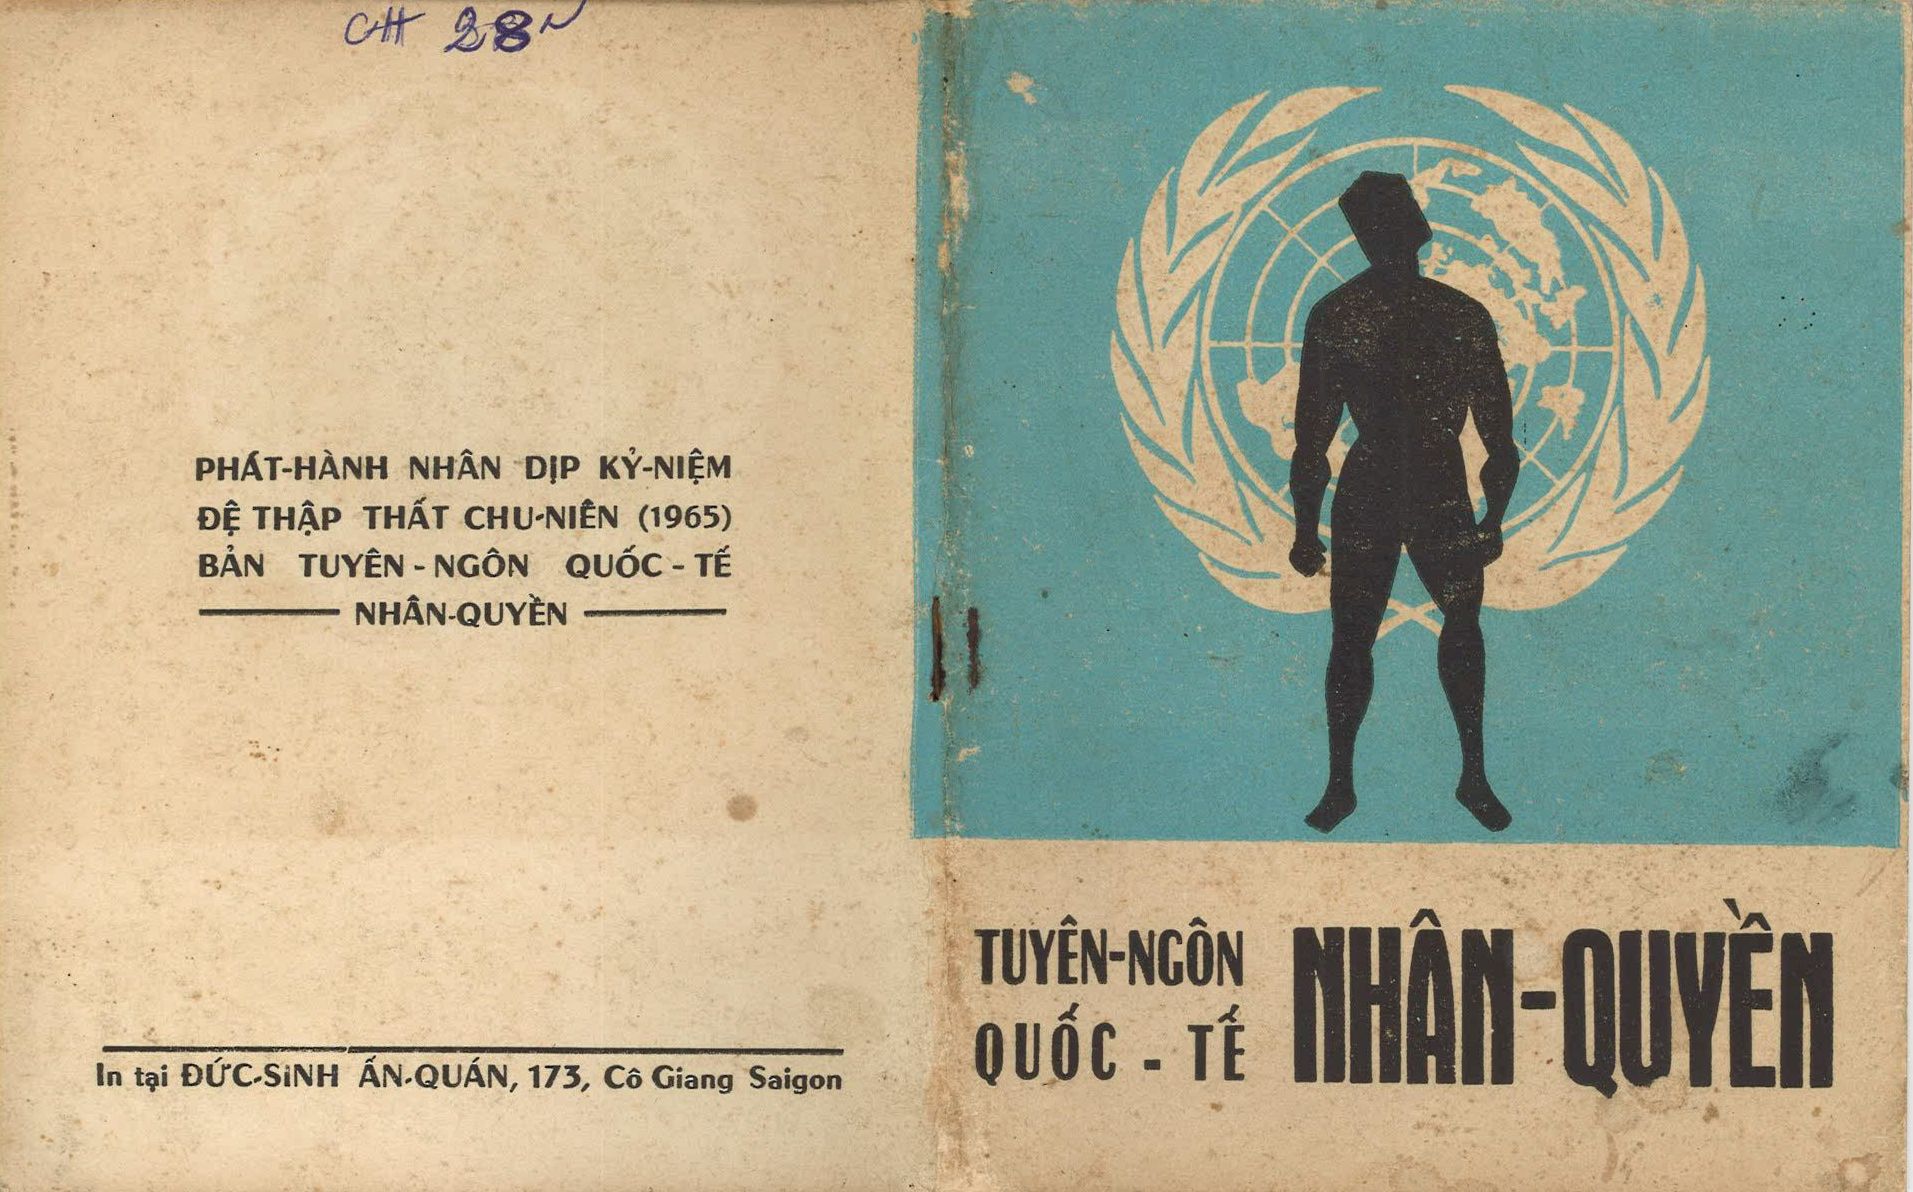 CH 28
PHÁT-HÀNH NHÂN DỊP KỶ-NIỆM
ĐỆ THẬP THẤT CHU-NIÊN (1965)
BẢN TUYÊN-NGÔN QUỐC-TẾ
NHÂN-QUYỀN
In tại ĐỨC-SINH ẤN-QUÁN, 173, Cô Giang Saigon
TUYÊN-NGÔN
QUỐC-TẾ
NHÂN-QUYỀN